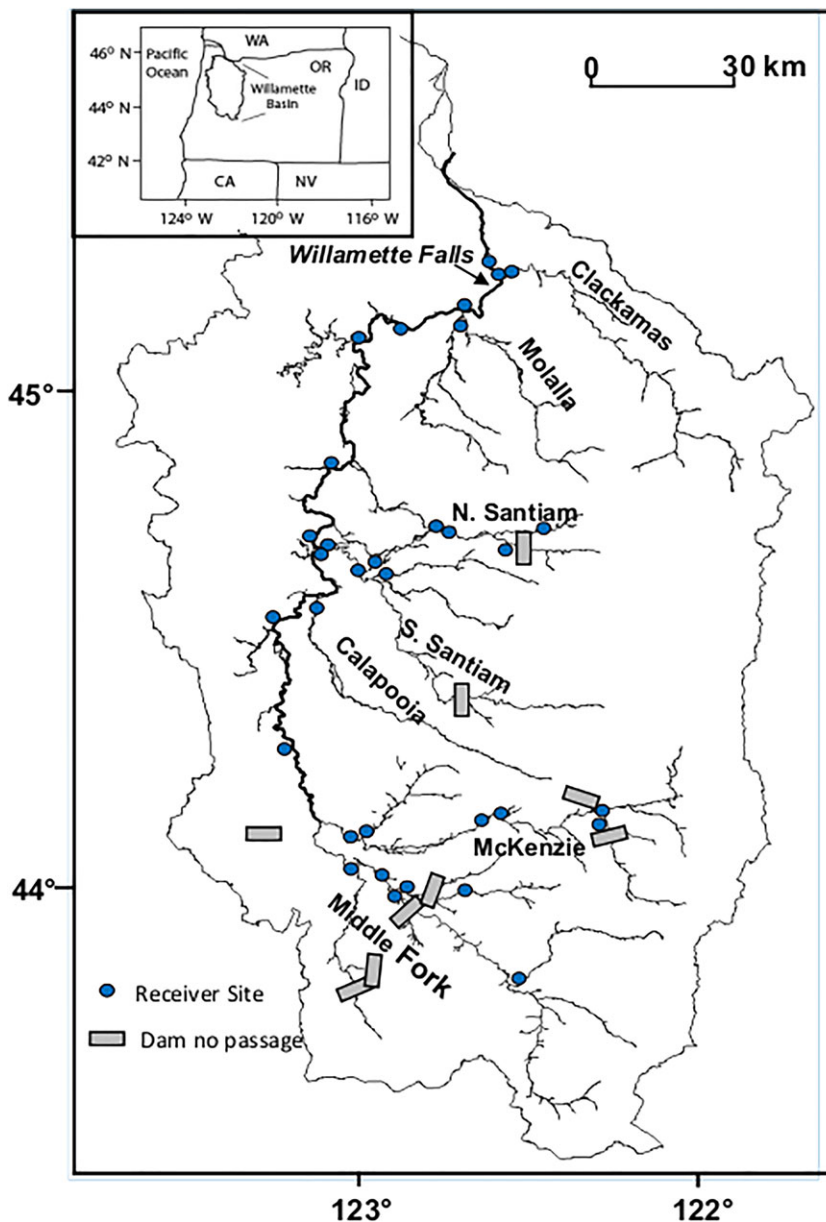 WA
46° N
Pacific
Ocean
OR
ID
Willamette
Basin
44° N
42° N
CA
NV
124° W
120° W
116° W
0
30 km
Willamette Falls
Clackamas
Molalla
45°
N. Santiam
S. Santiam
Calapooia
McKenzie
44°
Middle Fork
Receiver Site
Dam no passage
123°
122°